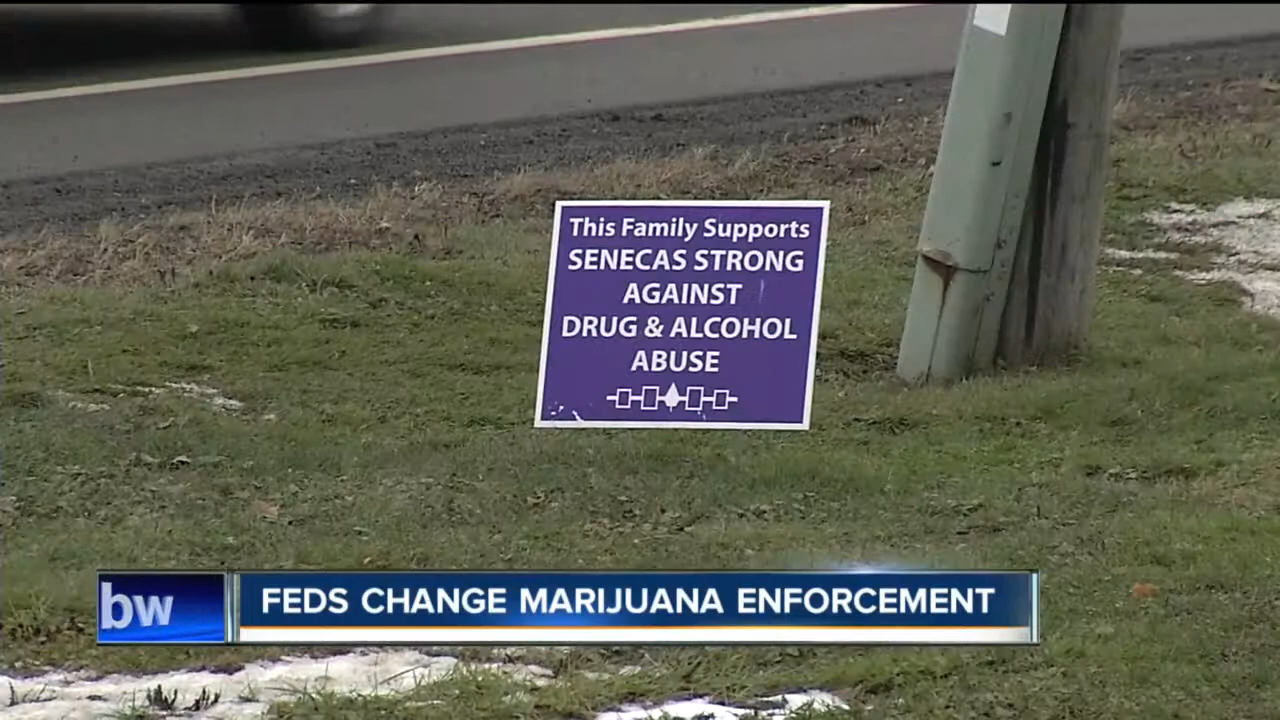 This Family Supports
SENECAS STRONG
AGAINST
DRUG & ALCOHOL
ABUSE
bw
FEDS CHANGE MARIJUANA ENFORCEMENT